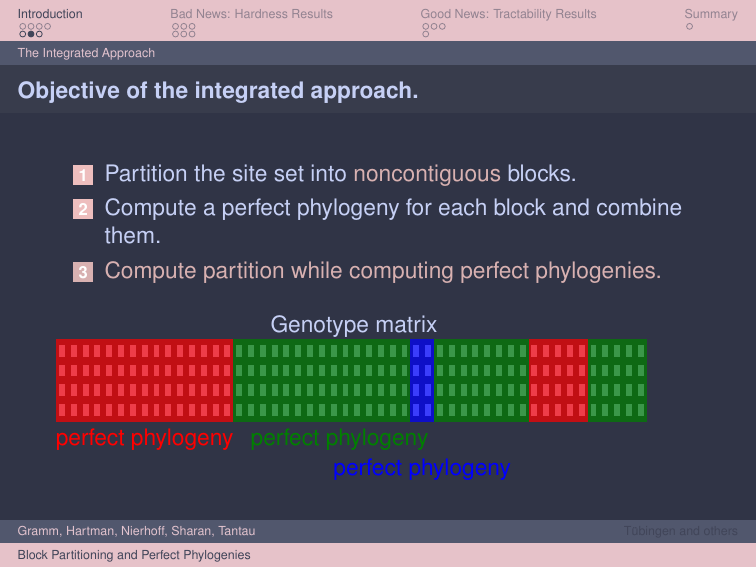 Introduction Bad News: Hardness Results Good News: Tractability Results Summary
The Integrated Approach
Objective of the integrated approach.
1 Partition the site set into noncontiguous blocks.
2 Compute a perfect phylogeny for each block and combine
them.
3 Compute partition while computing perfect phylogenies.
Genotype matrix
perfect phylogeny perfect phylogeny
perfect phylogeny
Gramm, Hartman, Nierhoff, Sharan, Tantau Tübingen and others
Block Partitioning and Perfect Phylogenies